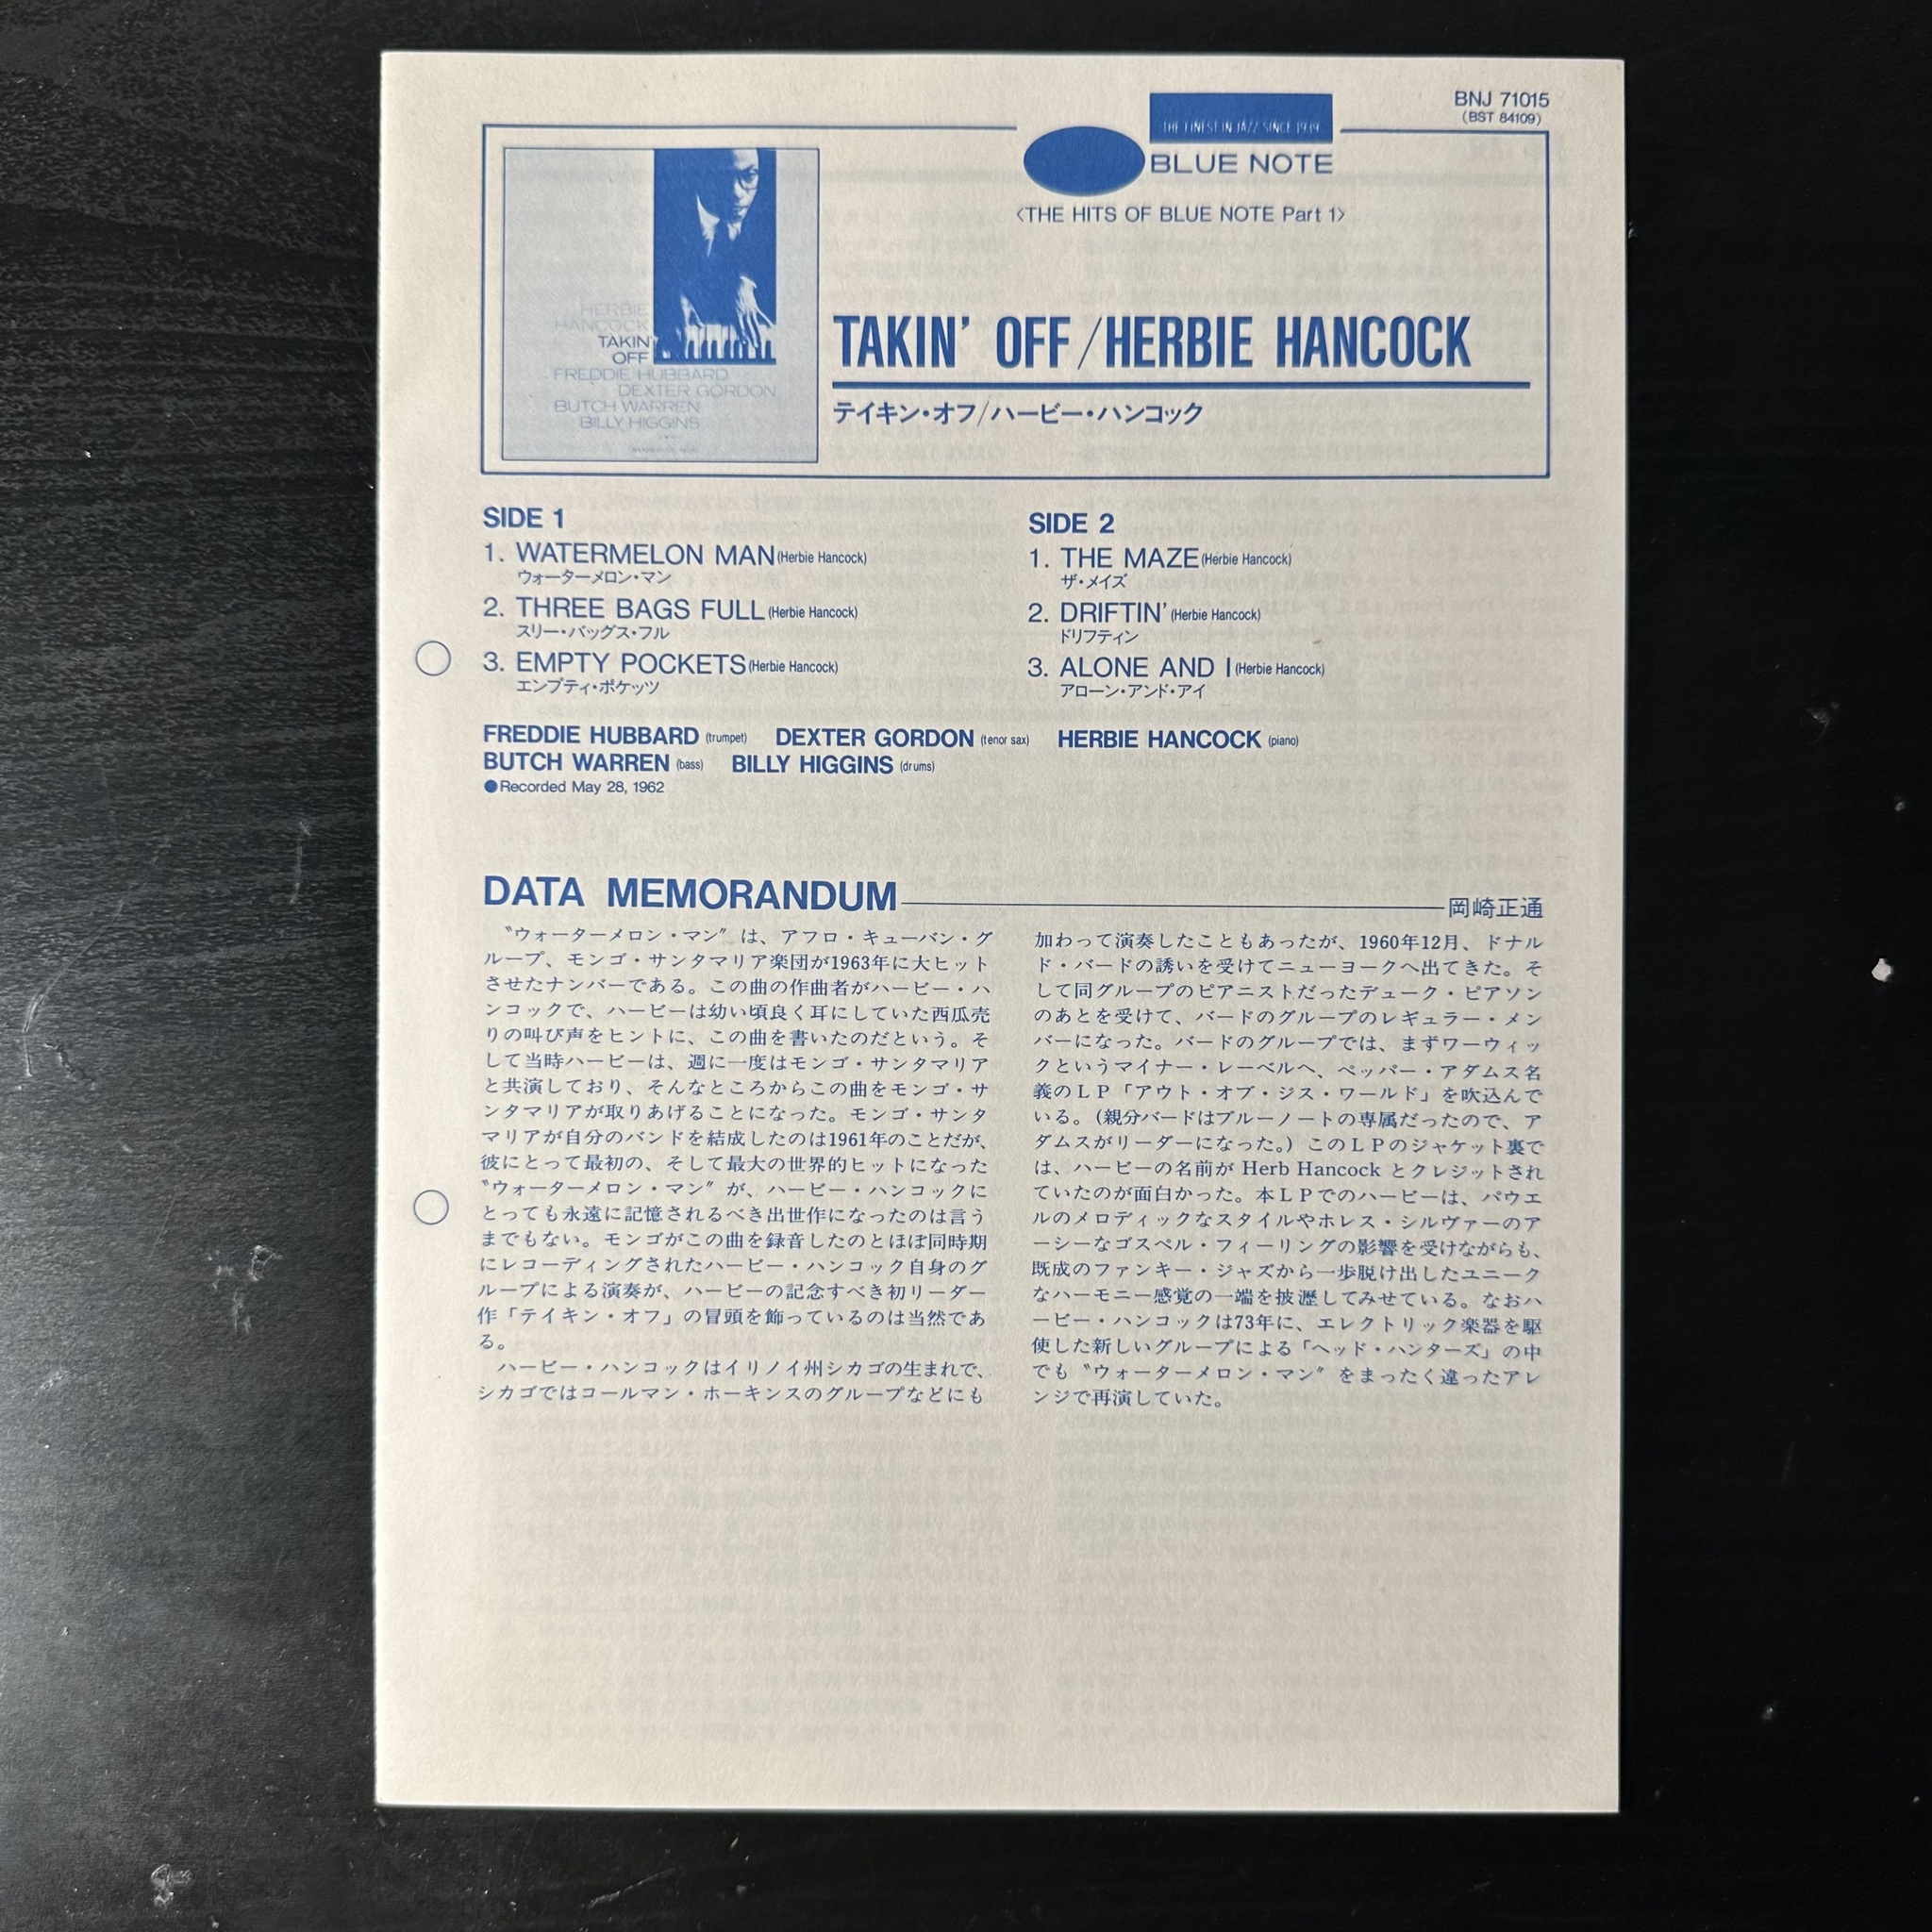 BNJ 71015
(BST 84109)
THE FINEST IN JAZZ SINCE 1939
BLUE NOTE
〈THE HITS OF BLUE NOTE Part 1〉
HERBIE
HANCOCK
TAKIN'
OFF
FREDDIE HUBBARD
DEXTER GORDON
BUTCH WARREN
BILLY HIGGINS
TAKIN' OFF/HERBIE HANCOCK
テイキン・オフ/ハービー・ハンコック
SIDE 1
1. WATERMELON MAN(Herbie Hancock)
ウォーターメロン・マン
2. THREE BAGS FULL(Herbie Hancock)
スリー・バッグス・フル
3. EMPTY POCKETS(Herbie Hancock)
エンプティ・ポケッツ
SIDE 2
1. THE MAZE(Herbie Hancock)
ザ・メイズ
2. DRIFTIN'(Herbie Hancock)
ドリフティン
3. ALONE AND I(Herbie Hancock)
アローン・アンド・アイ
FREDDIE HUBBARD (trumpet) DEXTER GORDON (tenor sax) HERBIE HANCOCK (piano)
BUTCH WARREN (bass) BILLY HIGGINS (drums)
●Recorded May 28, 1962
DATA MEMORANDUM
岡崎正通
〝ウォーターメロン・マン〞は、アフロ・キューバン・グ
ループ、モンゴ・サンタマリア楽団が1963年に大ヒット
させたナンバーである。この曲の作曲者がハービー・ハ
ンコックで、ハービーは幼い頃良く耳にしていた西瓜売
りの叫び声をヒントに、この曲を書いたのだという。そ
して当時ハービーは、週に一度はモンゴ・サンタマリア
と共演しており、そんなところからこの曲をモンゴ・サ
ンタマリアが取りあげることになった。モンゴ・サンタ
マリアが自分のバンドを結成したのは1961年のことだが、
彼にとって最初の、そして最大の世界的ヒットになった
〝ウォーターメロン・マン〞が、ハービー・ハンコックに
とっても永遠に記憶されるべき出世作になったのは言う
までもない。モンゴがこの曲を録音したのとほぼ同時期
にレコーディングされたハービー・ハンコック自身のグ
ループによる演奏が、ハービーの記念すべき初リーダー
作「テイキン・オフ」の冒頭を飾っているのは当然であ
る。
ハービー・ハンコックはイリノイ州シカゴの生まれで、
シカゴではコールマン・ホーキンスのグループなどにも
加わって演奏したこともあったが、1960年12月、ドナル
ド・バードの誘いを受けてニューヨークへ出てきた。そ
して同グループのピアニストだったデューク・ピアソン
のあとを受けて、バードのグループのレギュラー・メン
バーになった。バードのグループでは、まずワーウィッ
クというマイナー・レーベルへ、ペッパー・アダムス名
義のＬＰ「アウト・オブ・ジス・ワールド」を吹込んで
いる。(親分バードはブルーノートの専属だったので、ア
ダムスがリーダーになった。) このＬＰのジャケット裏で
は、ハービーの名前が Herb Hancock とクレジットされ
ていたのが面白かった。本ＬＰでのハービーは、パウエ
ルのメロディックなスタイルやホレス・シルヴァーのア
ーシーなゴスペル・フィーリングの影響を受けながらも、
既成のファンキー・ジャズから一歩脱け出したユニーク
なハーモニー感覚の一端を披瀝してみせている。なおハ
ービー・ハンコックは73年に、エレクトリック楽器を駆
使した新しいグループによる「ヘッド・ハンターズ」の中
でも〝ウォーターメロン・マン〞をまったく違ったアレ
ンジで再演していた。